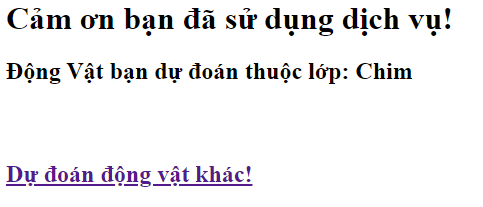 Cảm ơn bạn đã sử dụng dịch vụ!
Động Vật bạn dự đoán thuộc lớp: Chim
Dự đoán động vật khác!